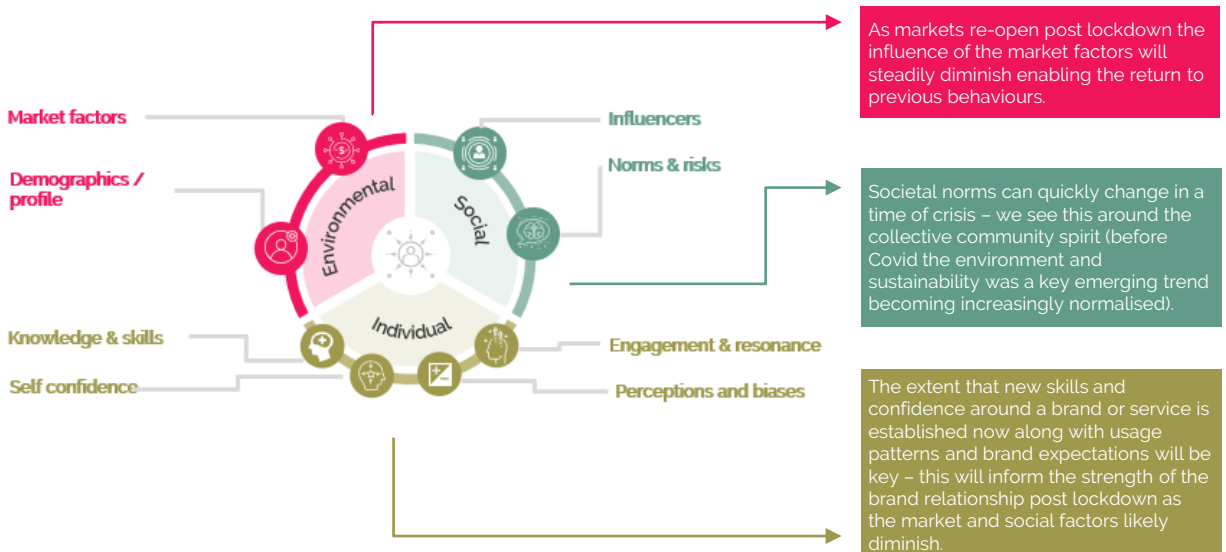 Market factors
Demographics /
profile
Knowledge & skills
Self confidence
Environmental
Social
Individual
$
Influencers
Norms & risks
Engagement & resonance
Perceptions and biases
As markets re-open post lockdown the
influence of the market factors will
steadily diminish enabling the return to
previous behaviours.
Societal norms can quickly change in a
time of crisis – we see this around the
collective community spirit (before
Covid the environment and
sustainability was a key emerging trend
becoming increasingly normalised).
The extent that new skills and
confidence around a brand or service is
established now along with usage
patterns and brand expectations will be
key – this will inform the strength of the
brand relationship post lockdown as
the market and social factors likely
diminish.